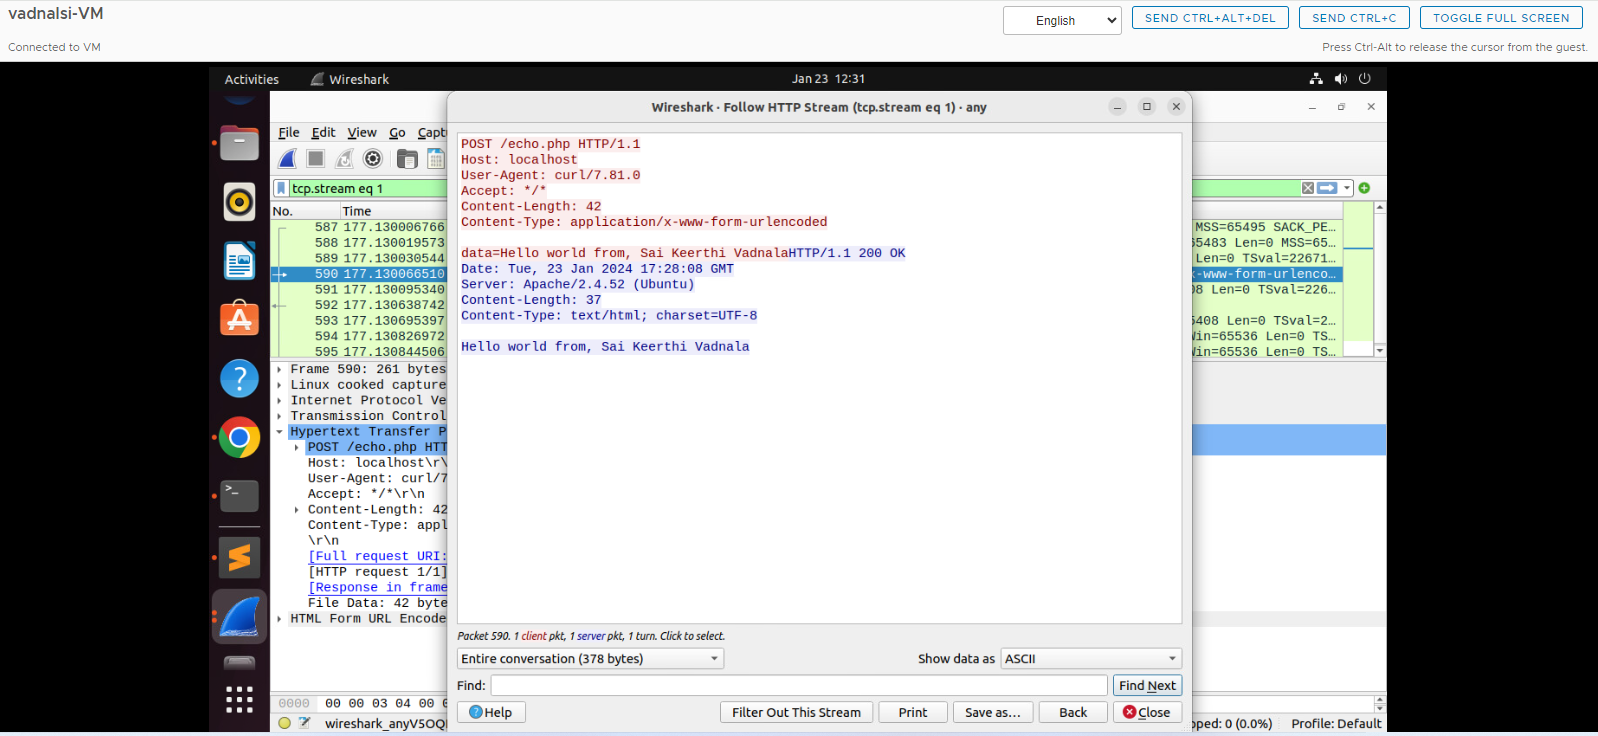 vadnalsi-VM
English
SEND CTRL+ALT+DEL
SEND CTRL+C
TOGGLE FULL SCREEN
Connected to VM
Press Ctrl-Alt to release the cursor from the guest.
Activities
Wireshark
Jan 23 12:31
Wireshark · Follow HTTP Stream (tcp.stream eq 1) · any
File Edit View Go Capt
tcp.stream eq 1
No. Time
587 177.130006766
MSS=65495 SACK_PE…
588 177.130019573
65483 Len=0 MSS=65…
589 177.130030544
Len=0 TSval=22671…
590 177.130066510
x-www-form-urlenco…
591 177.130095340
08 Len=0 TSval=226…
592 177.130638742
593 177.130695397
5408 Len=0 TSval=2…
594 177.130826972
Win=65536 Len=0 TS…
595 177.130844506
Win=65536 Len=0 TS…
Frame 590: 261 bytes
Linux cooked capture
Internet Protocol Ve
Transmission Control
Hypertext Transfer P
POST /echo.php HTT
Host: localhost\r\
User-Agent: curl/7
Accept: */*\r\n
Content-Length: 42
Content-Type: appl
\r\n
[Full request URI:
[HTTP request 1/1]
[Response in frame
File Data: 42 byte
HTML Form URL Encode
0000 00 00 03 04 00 0
wireshark_anyV5OQ
POST /echo.php HTTP/1.1
Host: localhost
User-Agent: curl/7.81.0
Accept: */*
Content-Length: 42
Content-Type: application/x-www-form-urlencoded
data=Hello world from, Sai Keerthi VadnalaHTTP/1.1 200 OK
Date: Tue, 23 Jan 2024 17:28:08 GMT
Server: Apache/2.4.52 (Ubuntu)
Content-Length: 37
Content-Type: text/html; charset=UTF-8
Hello world from, Sai Keerthi Vadnala
Packet 590. 1 client pkt, 1 server pkt, 1 turn. Click to select.
Entire conversation (378 bytes)
Show data as ASCII
Find:
Find Next
Help
Filter Out This Stream
Print
Save as…
Back
Close
pped: 0 (0.0%)
Profile: Default